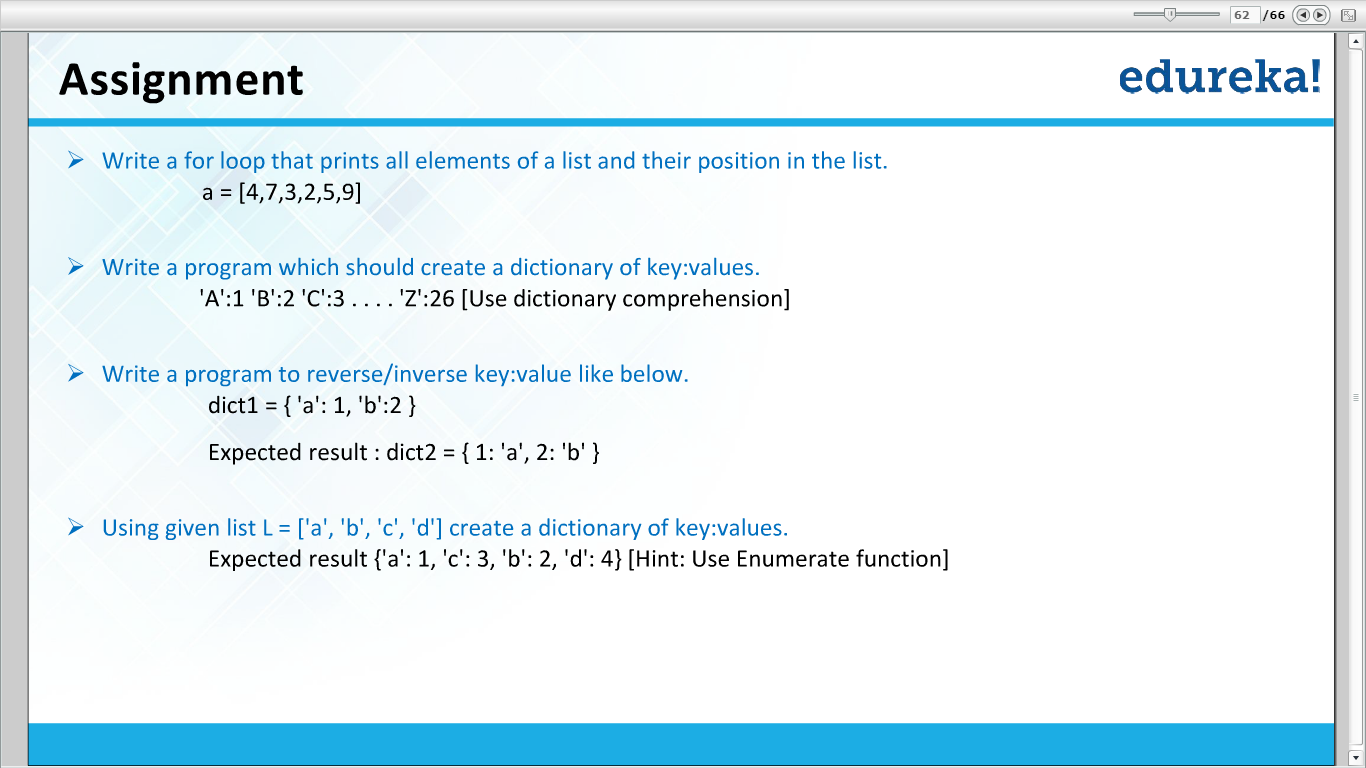 62 /66
Assignment
edureka!
Write a for loop that prints all elements of a list and their position in the list.
a = [4,7,3,2,5,9]
Write a program which should create a dictionary of key:values.
'A':1 'B':2 'C':3 . . . . 'Z':26 [Use dictionary comprehension]
Write a program to reverse/inverse key:value like below.
dict1 = { 'a': 1, 'b':2 }
Expected result : dict2 = { 1: 'a', 2: 'b' }
Using given list L = ['a', 'b', 'c', 'd'] create a dictionary of key:values.
Expected result {'a': 1, 'c': 3, 'b': 2, 'd': 4} [Hint: Use Enumerate function]